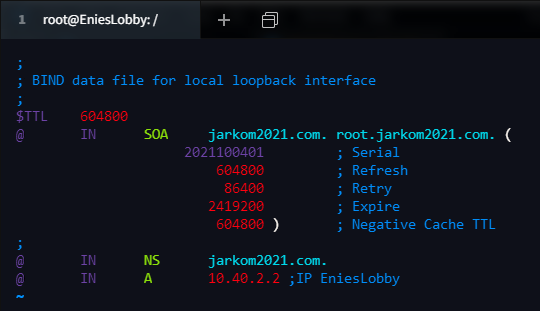 1 root@EniesLobby: /
;
; BIND data file for local loopback interface
;
$TTL 604800
@ IN SOA jarkom2021.com. root.jarkom2021.com. (
2021100401 ; Serial
604800 ; Refresh
86400 ; Retry
2419200 ; Expire
604800 ) ; Negative Cache TTL
;
@ IN NS jarkom2021.com.
@ IN A 10.40.2.2 ;IP EniesLobby
~